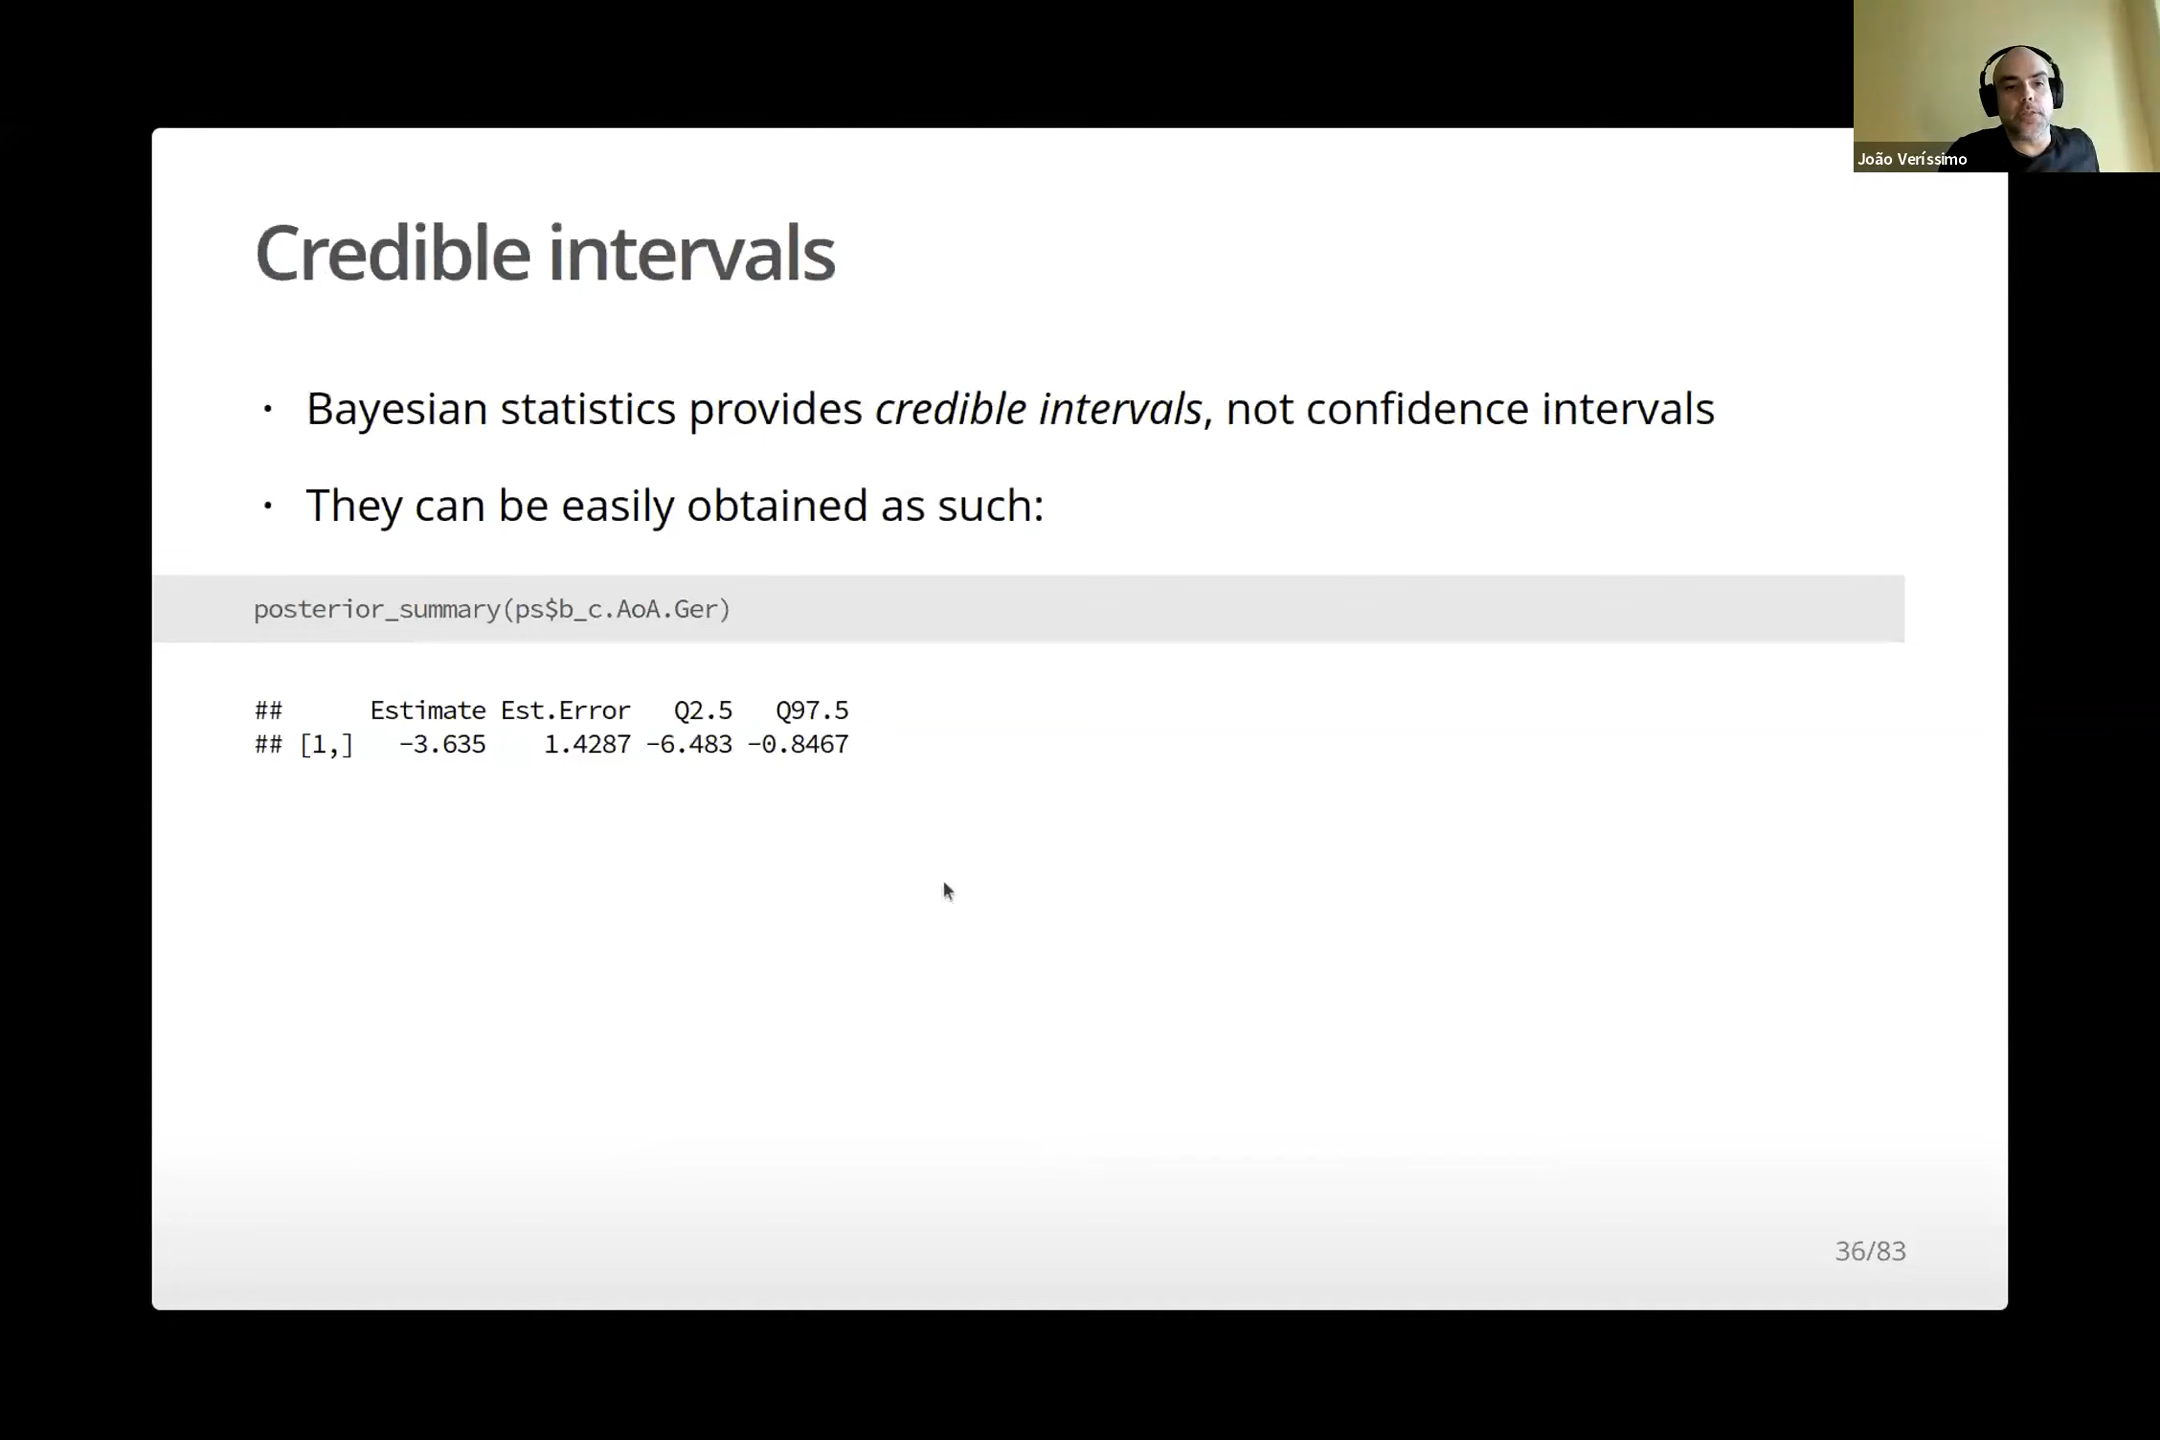 João Veríssimo
Credible intervals
• Bayesian statistics provides credible intervals, not confidence intervals
• They can be easily obtained as such:
posterior_summary(ps$b_c.AoA.Ger)
##      Estimate Est.Error   Q2.5   Q97.5
## [1,]   -3.635    1.4287 -6.483 -0.8467
36/83